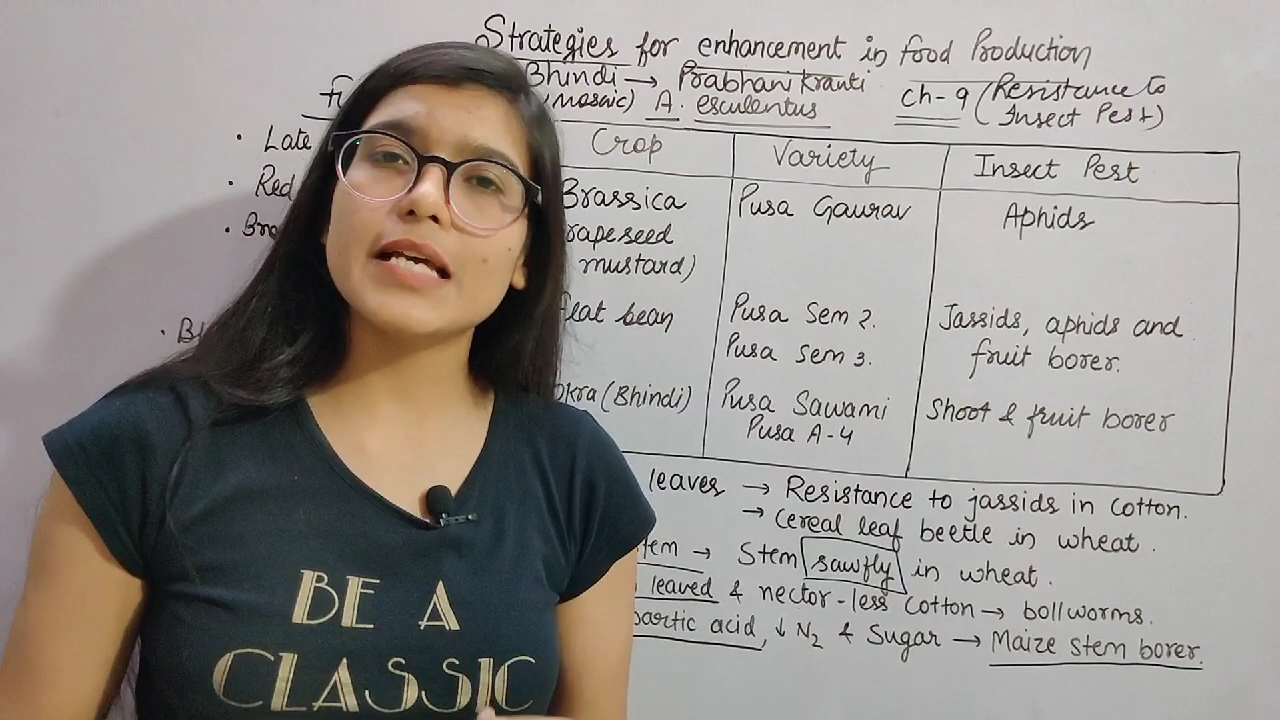 Strategies for enhancement in food Production
Bhindi → Prabhani Kranti
(mosaic) A. esculentus
Ch-9 (Resistance to
Insect Pest)
Late
Red
Crop Variety Insect Pest
Brassica Pusa Gaurav Aphids
rapeseed
mustard)
flat bean Pusa Sem 2. Jassids, aphids and
Pusa Sem 3. fruit borer.
Okra (Bhindi) Pusa Sawami Shoot & fruit borer
Pusa A-4
leaves → Resistance to jassids in cotton.
→ cereal leaf beetle in wheat.
stem → Stem sawfly in wheat.
leaved & nector-less Cotton → bollworms.
acid, ↓ N2 & Sugar → Maize stem borer.
BE A
CLASSIC